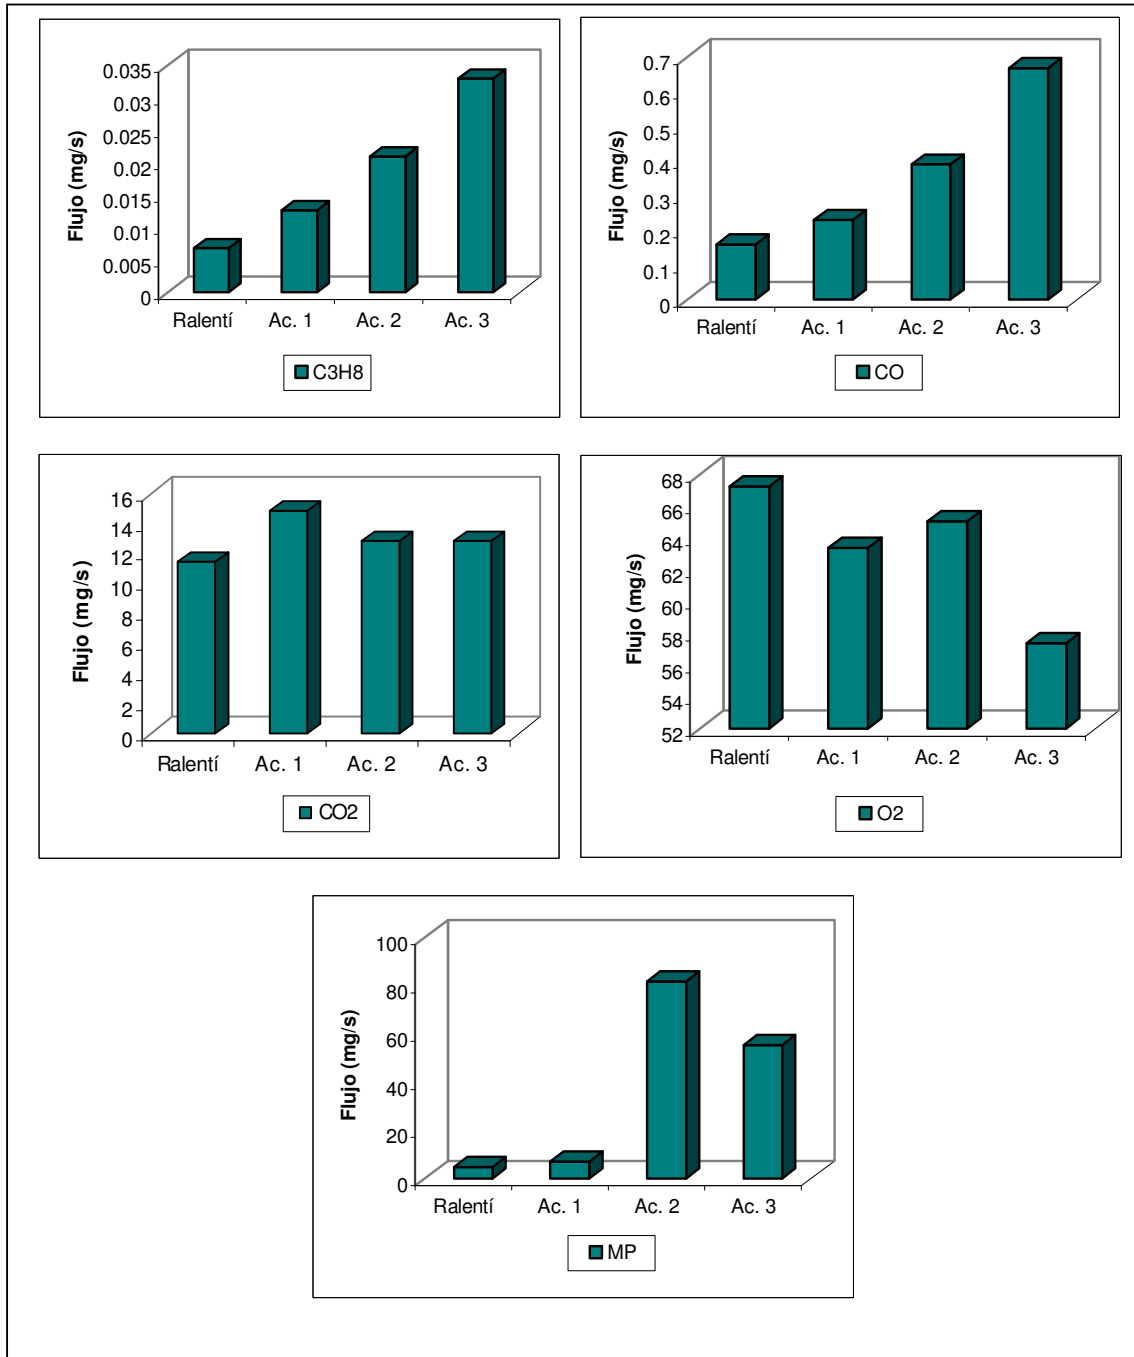 Flujo (mg/s)
0.035
0.03
0.025
0.02
0.015
0.01
0.005
0
Ralentí Ac. 1 Ac. 2 Ac. 3
C3H8
Flujo (mg/s)
0.7
0.6
0.5
0.4
0.3
0.2
0.1
0
Ralentí Ac. 1 Ac. 2 Ac. 3
CO
Flujo (mg/s)
16
14
12
10
8
6
4
2
0
Ralentí Ac. 1 Ac. 2 Ac. 3
CO2
Flujo (mg/s)
68
66
64
62
60
58
56
54
52
Ralentí Ac. 1 Ac. 2 Ac. 3
O2
Flujo (mg/s)
100
80
60
40
20
0
Ralentí Ac. 1 Ac. 2 Ac. 3
MP